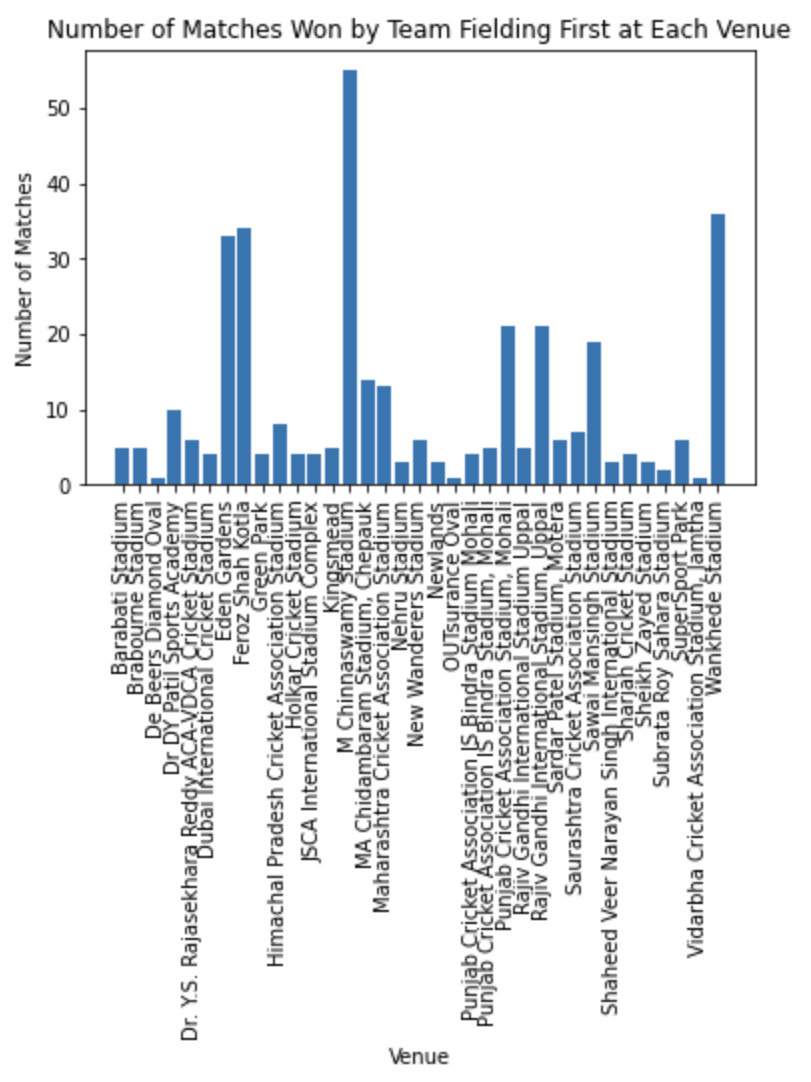 Number of Matches Won by Team Fielding First at Each Venue
Number of Matches
50
40
30
20
10
0
Barabati Stadium
Brabourne Stadium
De Beers Diamond Oval
Dr DY Patil Sports Academy
Dr. Y.S. Rajasekhara Reddy ACA-VDCA Cricket Stadium
Dubai International Cricket Stadium
Eden Gardens
Feroz Shah Kotla
Green Park
Himachal Pradesh Cricket Association Stadium
Holkar Cricket Stadium
JSCA International Stadium Complex
Kingsmead
M Chinnaswamy Stadium
MA Chidambaram Stadium, Chepauk
Maharashtra Cricket Association Stadium
Nehru Stadium
New Wanderers Stadium
Newlands
OUTsurance Oval
Punjab Cricket Association IS Bindra Stadium Mohali
Punjab Cricket Association IS Bindra Stadium, Mohali
Punjab Cricket Association Stadium, Mohali
Rajiv Gandhi International Stadium Uppal
Rajiv Gandhi International Stadium, Uppal
Sardar Patel Stadium, Motera
Saurashtra Cricket Association Stadium
Sawai Mansingh Stadium
Shaheed Veer Narayan Singh International Stadium
Sharjah Cricket Stadium
Sheikh Zayed Stadium
Subrata Roy Sahara Stadium
SuperSport Park
Vidarbha Cricket Association Stadium, Jamtha
Wankhede Stadium
Venue